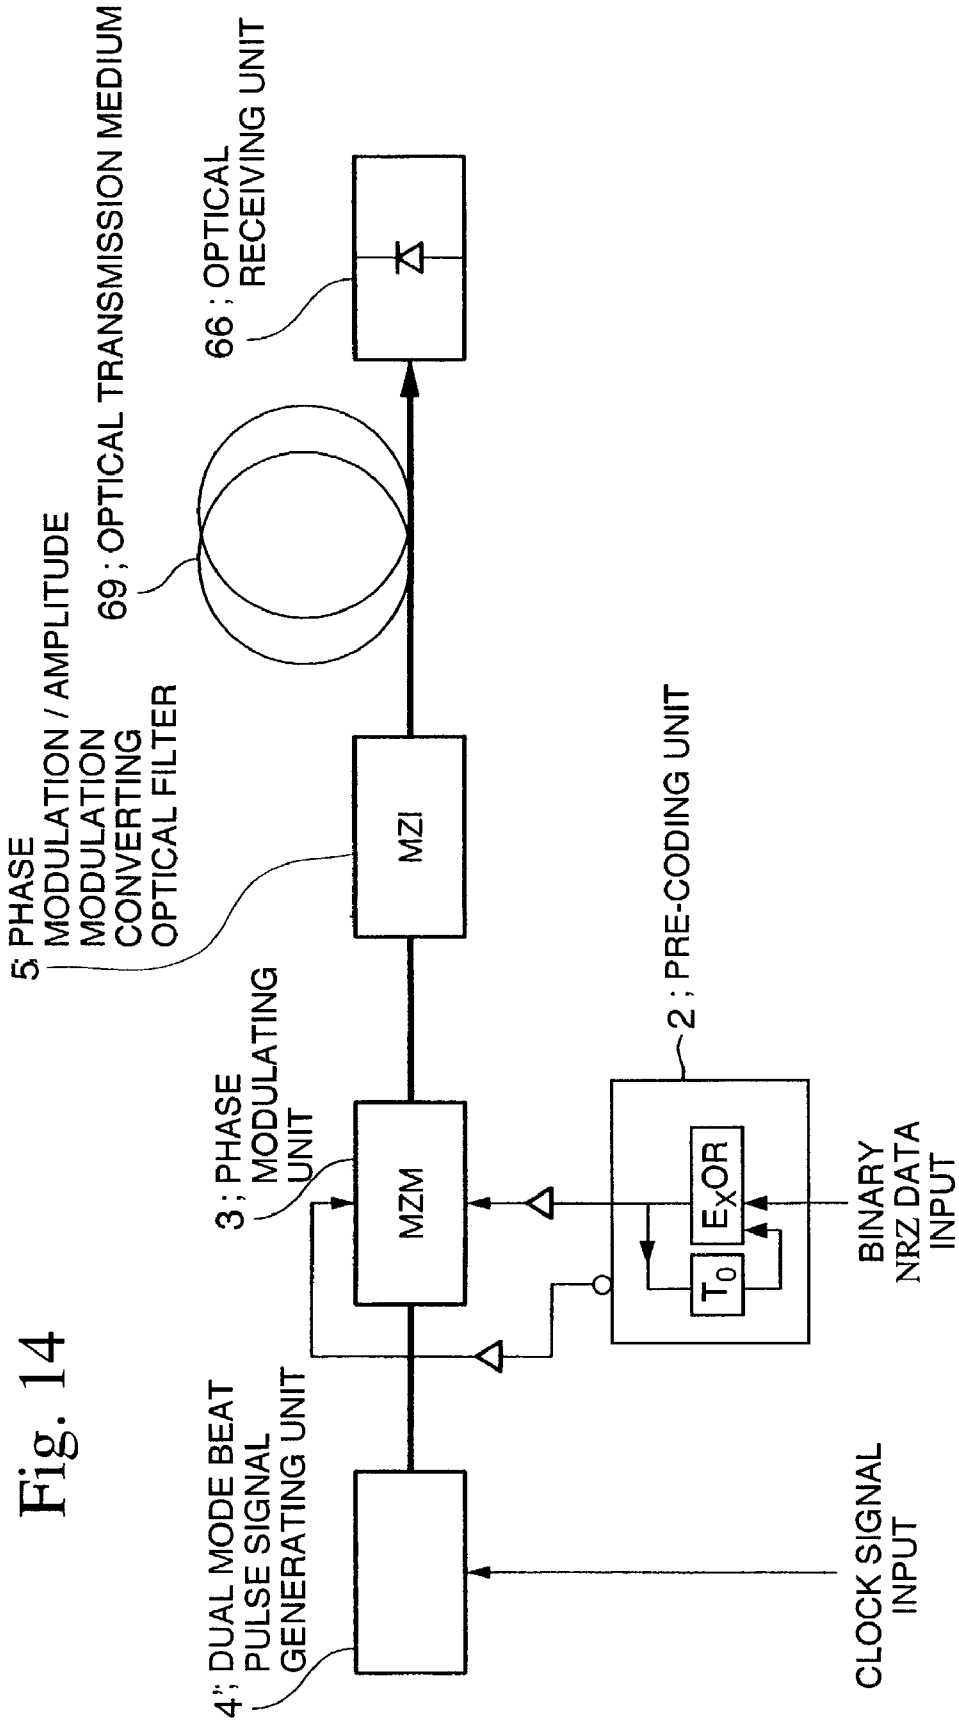 Fig. 14
4'; DUAL MODE BEAT
PULSE SIGNAL
GENERATING UNIT
3 ; PHASE
MODULATING
UNIT
5; PHASE
MODULATION / AMPLITUDE
MODULATION
CONVERTING
OPTICAL FILTER
69 ; OPTICAL TRANSMISSION MEDIUM
66 ; OPTICAL
RECEIVING UNIT
MZM
MZI
2 ; PRE-CODING UNIT
T0
EXOR
CLOCK SIGNAL
INPUT
BINARY
NRZ DATA
INPUT